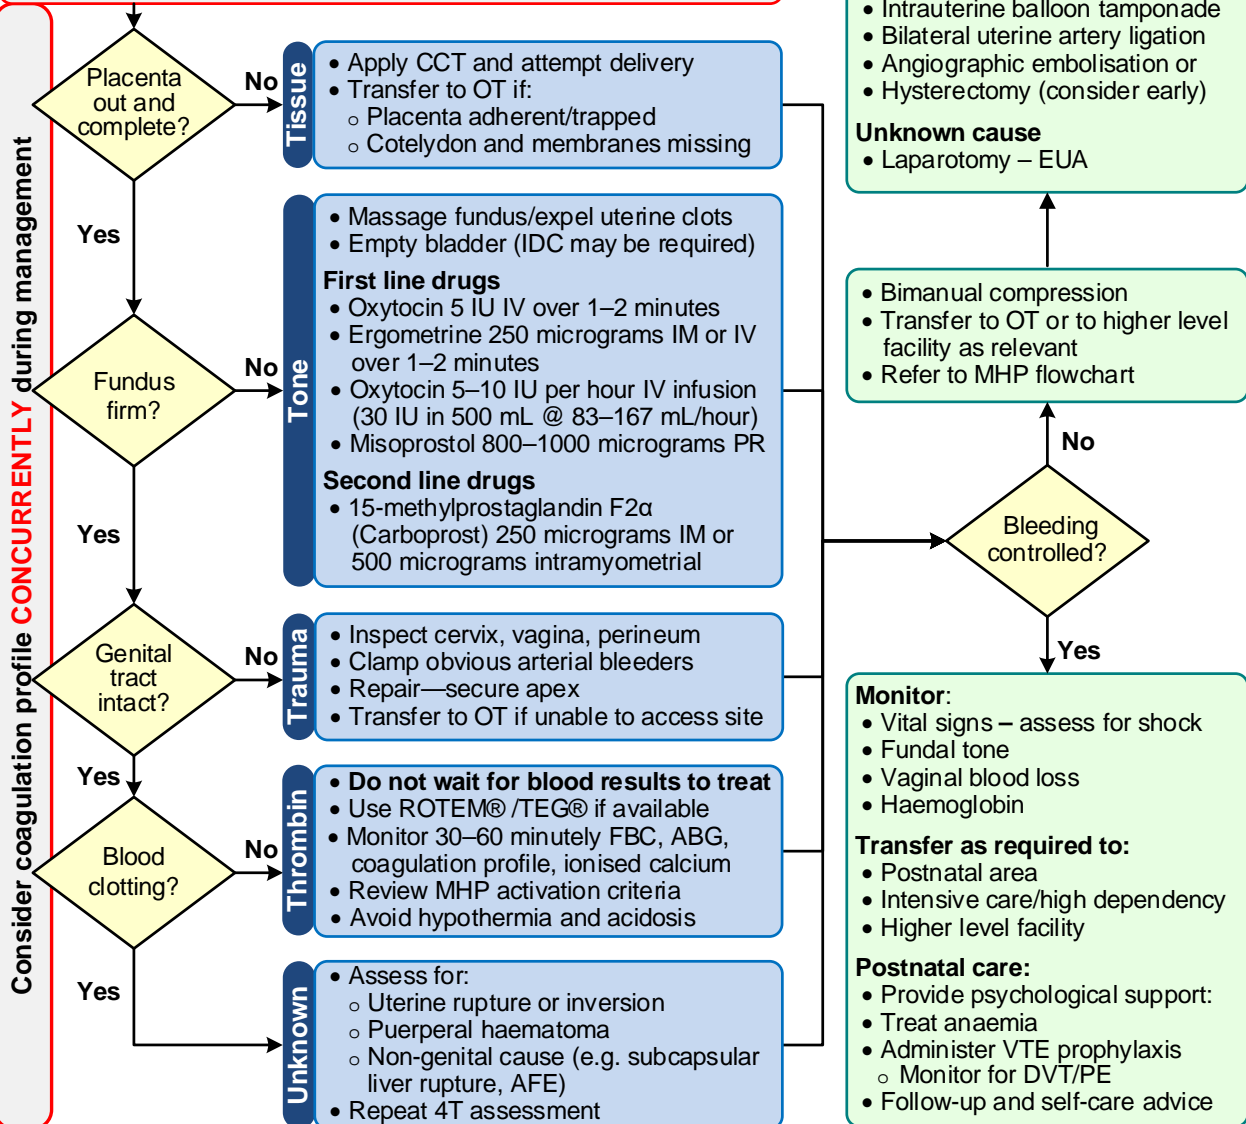 Consider coagulation profile CONCURRENTLY during management
Placenta
out and
complete?
No
Yes
Tissue
• Apply CCT and attempt delivery
• Transfer to OT if:
o Placenta adherent/trapped
o Cotelydon and membranes missing
Fundus
firm?
No
Yes
Tone
• Massage fundus/expel uterine clots
• Empty bladder (IDC may be required)
First line drugs
• Oxytocin 5 IU IV over 1–2 minutes
• Ergometrine 250 micrograms IM or IV
over 1–2 minutes
• Oxytocin 5–10 IU per hour IV infusion
(30 IU in 500 mL @ 83–167 mL/hour)
• Misoprostol 800–1000 micrograms PR
Second line drugs
• 15-methylprostaglandin F2α
(Carboprost) 250 micrograms IM or
500 micrograms intramyometrial
Genital
tract
intact?
No
Yes
Trauma
• Inspect cervix, vagina, perineum
• Clamp obvious arterial bleeders
• Repair—secure apex
• Transfer to OT if unable to access site
Blood
clotting?
No
Yes
Thrombin
• Do not wait for blood results to treat
• Use ROTEM® /TEG® if available
• Monitor 30–60 minutely FBC, ABG,
coagulation profile, ionised calcium
• Review MHP activation criteria
• Avoid hypothermia and acidosis
Unknown
• Assess for:
o Uterine rupture or inversion
o Puerperal haematoma
o Non-genital cause (e.g. subcapsular
liver rupture, AFE)
• Repeat 4T assessment
• Intrauterine balloon tamponade
• Bilateral uterine artery ligation
• Angiographic embolisation or
• Hysterectomy (consider early)
Unknown cause
• Laparotomy – EUA
• Bimanual compression
• Transfer to OT or to higher level
facility as relevant
• Refer to MHP flowchart
No
Bleeding
controlled?
Yes
Monitor:
• Vital signs – assess for shock
• Fundal tone
• Vaginal blood loss
• Haemoglobin
Transfer as required to:
• Postnatal area
• Intensive care/high dependency
• Higher level facility
Postnatal care:
• Provide psychological support:
• Treat anaemia
• Administer VTE prophylaxis
o Monitor for DVT/PE
• Follow-up and self-care advice